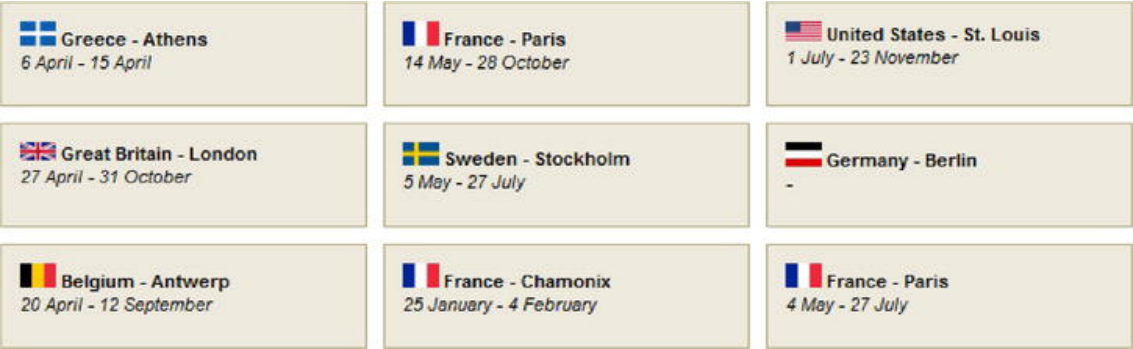 Greece - Athens
6 April - 15 April
France - Paris
14 May - 28 October
United States - St. Louis
1 July - 23 November
Great Britain - London
27 April - 31 October
Sweden - Stockholm
5 May - 27 July
Germany - Berlin
-
Belgium - Antwerp
20 April - 12 September
France - Chamonix
25 January - 4 February
France - Paris
4 May - 27 July